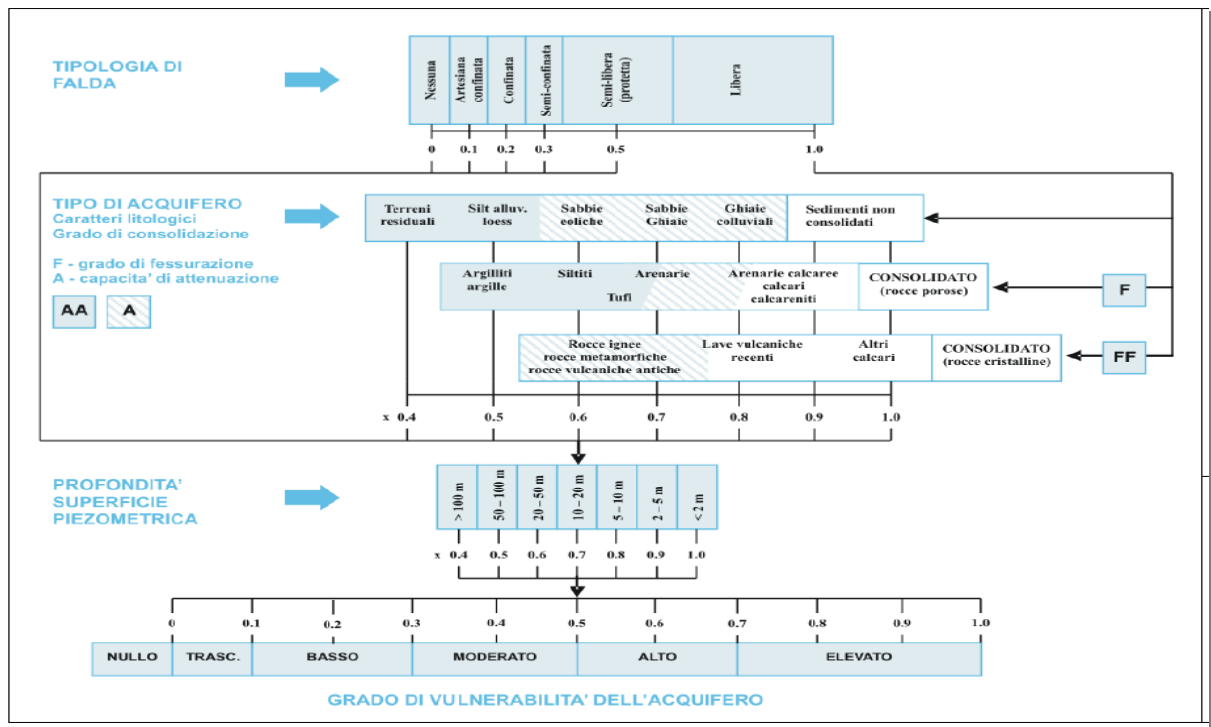 TIPOLOGIA DI
FALDA
Nessuna
Artesiana
confinata
Confinata
Semi-confinata
Semi-libera
(protetta)
Libera
0 0.1 0.2 0.3 0.5 1.0
TIPO DI ACQUIFERO
Caratteri litologici
Grado di consolidazione
F - grado di fessurazione
A - capacita' di attenuazione
AA A
Terreni
residuali
Silt alluv.
loess
Sabbie
eoliche
Sabbie
Ghiaie
Ghiaie
colluviali
Sedimenti non
consolidati
Argilliti
argille
Siltiti
Tufi
Arenarie
Arenarie calcaree
calcari
calcareniti
CONSOLIDATO
(rocce porose)
F
Rocce ignee
rocce metamorfiche
rocce vulcaniche antiche
Lave vulcaniche
recenti
Altri
calcari
CONSOLIDATO
(rocce cristalline)
FF
x 0.4 0.5 0.6 0.7 0.8 0.9 1.0
PROFONDITA'
SUPERFICIE
PIEZOMETRICA
> 100 m
50 – 100 m
20 – 50 m
10 – 20 m
5 – 10 m
2 – 5 m
< 2 m
x 0.4 0.5 0.6 0.7 0.8 0.9 1.0
0 0.1 0.2 0.3 0.4 0.5 0.6 0.7 0.8 0.9 1.0
NULLO TRASC. BASSO MODERATO ALTO ELEVATO
GRADO DI VULNERABILITA' DELL'ACQUIFERO